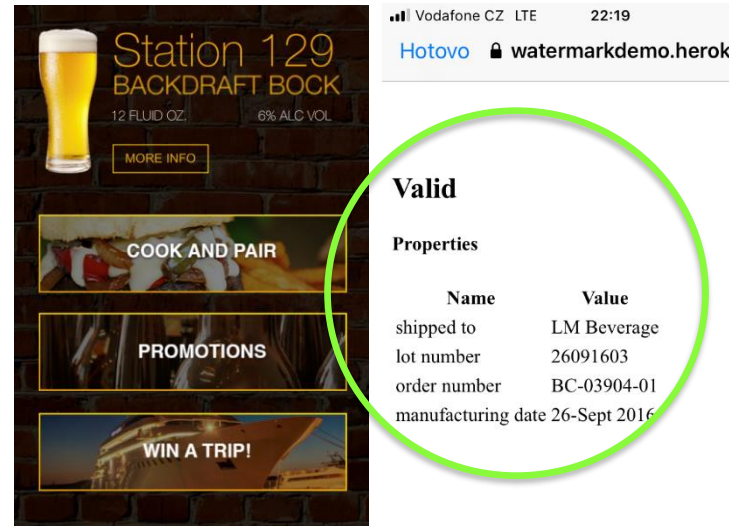 Station 129
BACKDRAFT BOCK
12 FLUID OZ. 6% ALC VOL
MORE INFO
COOK AND PAIR
PROMOTIONS
WIN A TRIP!
Vodafone CZ LTE 22:19
Hotovo watermarkdemo.herok
Valid
Properties
Name Value
shipped to LM Beverage
lot number 26091603
order number BC-03904-01
manufacturing date 26-Sept 2016